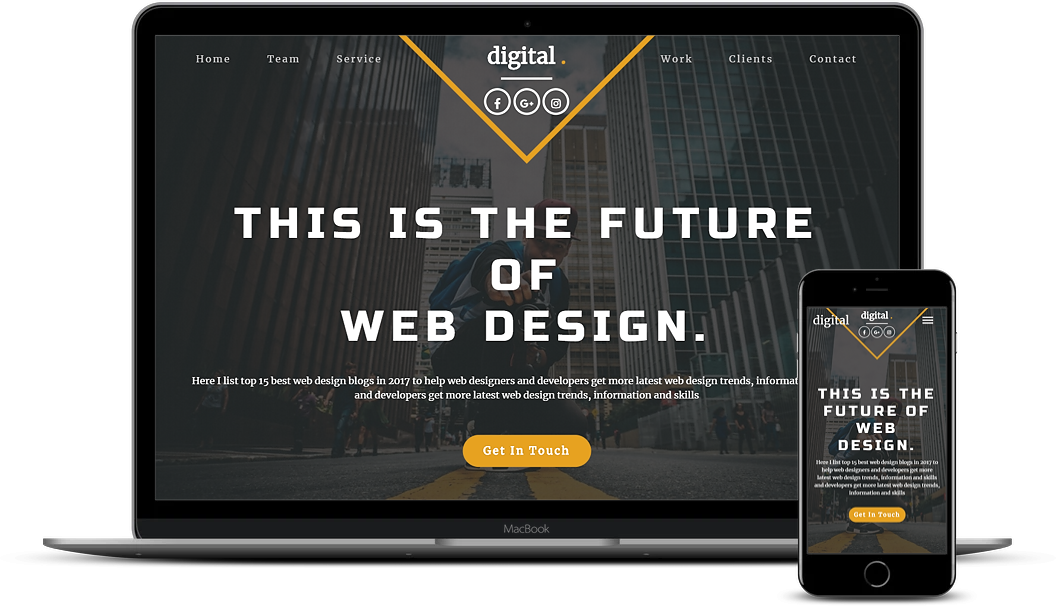 Home Team Service digital . Work Clients Contact
f G+
THIS IS THE FUTURE
OF
WEB DESIGN.
Here I list top 15 best web design blogs in 2017 to help web designers and developers get more latest web design trends,
and developers get more latest web design trends, information and skills
Get In Touch
MacBook
digital digital .
f G+
THIS IS THE
FUTURE OF
WEB
DESIGN.
Here I list top 15 best web design blogs in 2017 to
help web designers and developers get more
latest web design trends, information and skills
and developers get more latest web design trends,
information and skills
Get In Touch